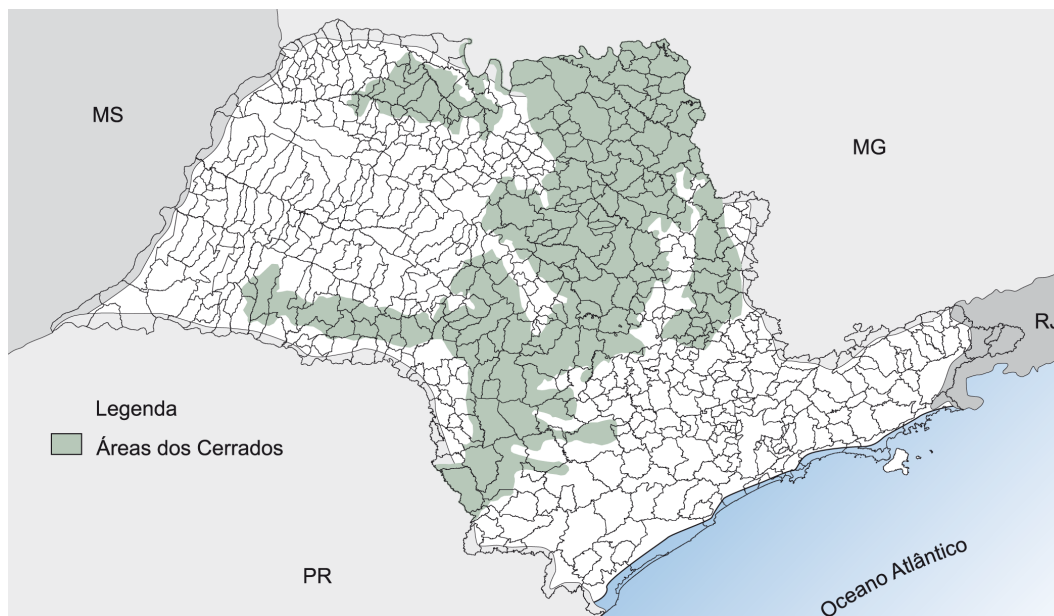 MS
MG
RJ
Legenda
Áreas dos Cerrados
PR
Oceano Atlântico